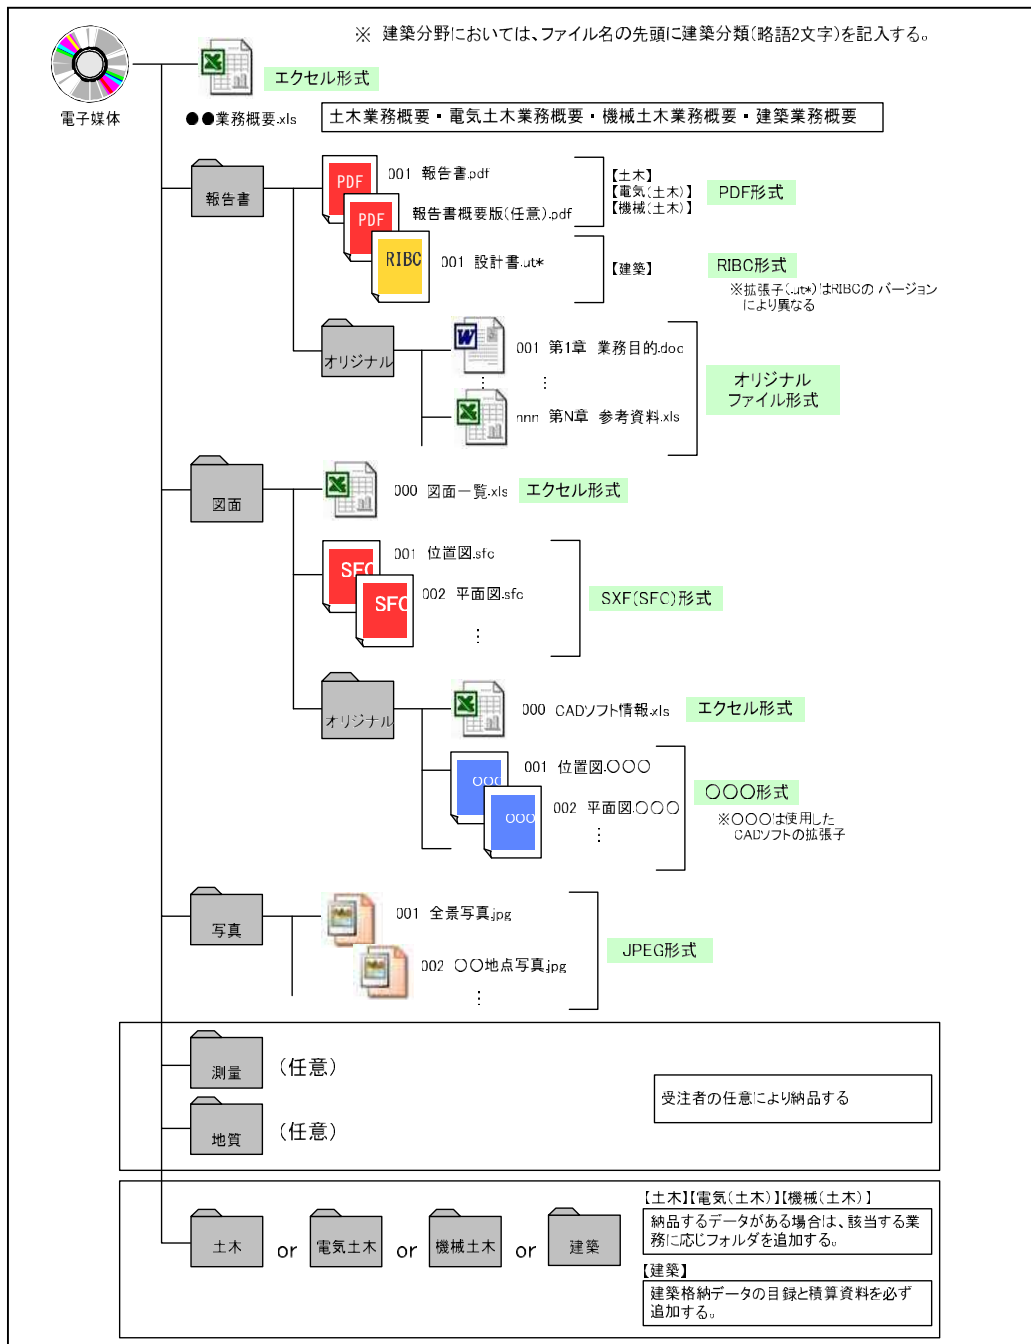 ※ 建築分野においては、ファイル名の先頭に建築分類(略語2文字)を記入する。
エクセル形式
電子媒体
●●業務概要.xls
土木業務概要・電気土木業務概要・機械土木業務概要・建築業務概要
報告書
PDF
001 報告書.pdf
【土木】
【電気(土木)】
【機械(土木)】
PDF形式
PDF
報告書概要版(任意).pdf
RIBC
001 設計書.ut*
【建築】
RIBC形式
※拡張子(.ut*)はRIBCのバージョン
により異なる
オリジナル
001 第1章 業務目的.doc
⋮ ⋮
nnn 第N章 参考資料.xls
オリジナル
ファイル形式
図面
000 図面一覧.xls
エクセル形式
SFC
001 位置図.sfc
SFC
002 平面図.sfc
⋮
SXF(SFC)形式
オリジナル
000 CADソフト情報.xls
エクセル形式
〇〇〇
001 位置図.〇〇〇
〇〇〇
002 平面図.〇〇〇
⋮
〇〇〇形式
※〇〇〇は使用した
CADソフトの拡張子
写真
001 全景写真.jpg
002 〇〇地点写真.jpg
⋮
JPEG形式
測量
(任意)
受注者の任意により納品する
地質
(任意)
土木
or
電気土木
or
機械土木
or
建築
【土木】【電気(土木)】【機械(土木)】
納品するデータがある場合は、該当する業
務に応じフォルダを追加する。
【建築】
建築格納データの目録と積算資料を必ず
追加する。